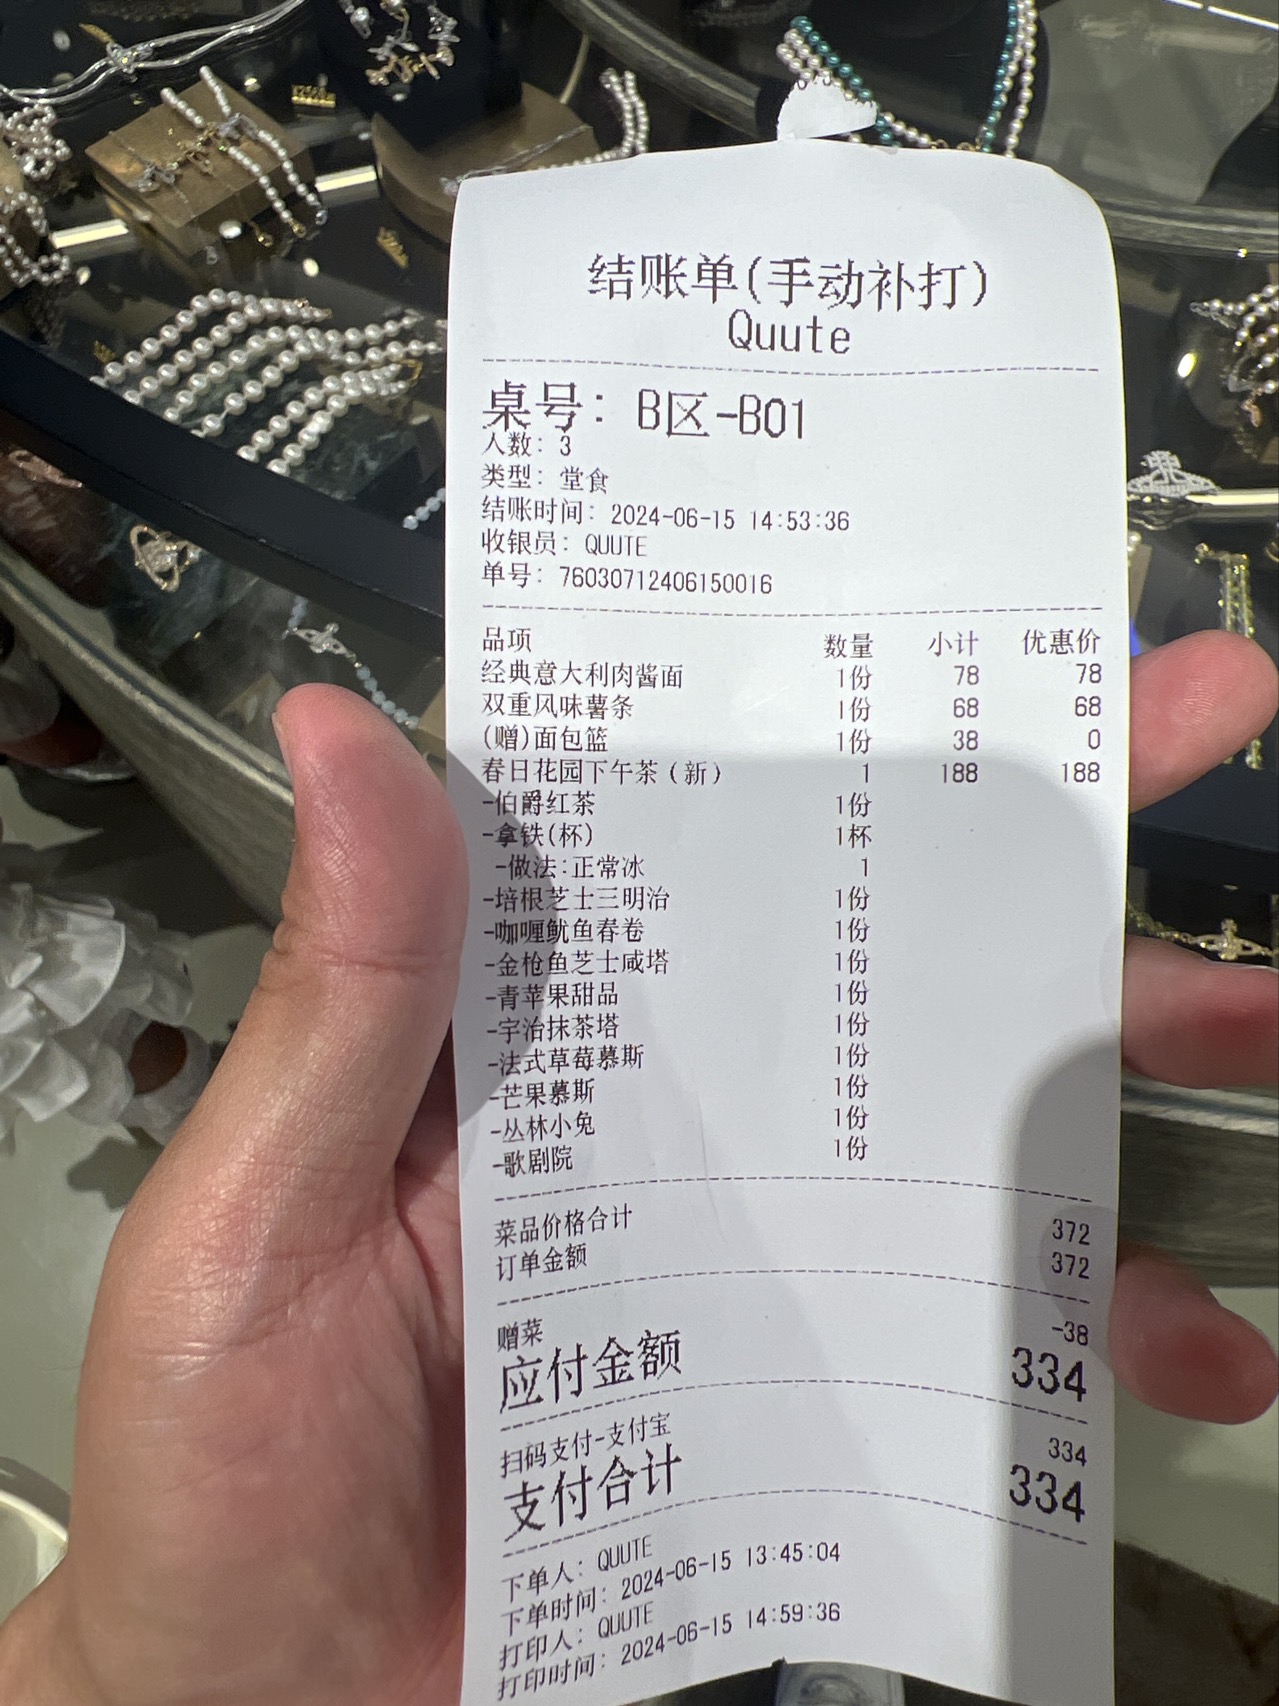 结账单(手动补打)
Quute
桌号: B区-B01
人数: 3
类型: 堂食
结账时间: 2024-06-15 14:53:36
收银员: QUUTE
单号: 76030712406150016
品项 数量 小计 优惠价
经典意大利肉酱面 1份 78 78
双重风味薯条 1份 68 68
(赠)面包篮 1份 38 0
春日花园下午茶(新) 1 188 188
-伯爵红茶 1份
-拿铁(杯) 1杯
-做法:正常冰 1
-培根芝士三明治 1份
-咖喱鱿鱼春卷 1份
-金枪鱼芝士咸塔 1份
-青苹果甜品 1份
-宇治抹茶塔 1份
-法式草莓慕斯 1份
-芒果慕斯 1份
-丛林小兔 1份
-歌剧院 1份
菜品价格合计 372
订单金额 372
赠菜 -38
应付金额 334
扫码支付-支付宝 334
支付合计 334
下单人: QUUTE
下单时间: 2024-06-15 13:45:04
打印人: QUUTE
打印时间: 2024-06-15 14:59:36